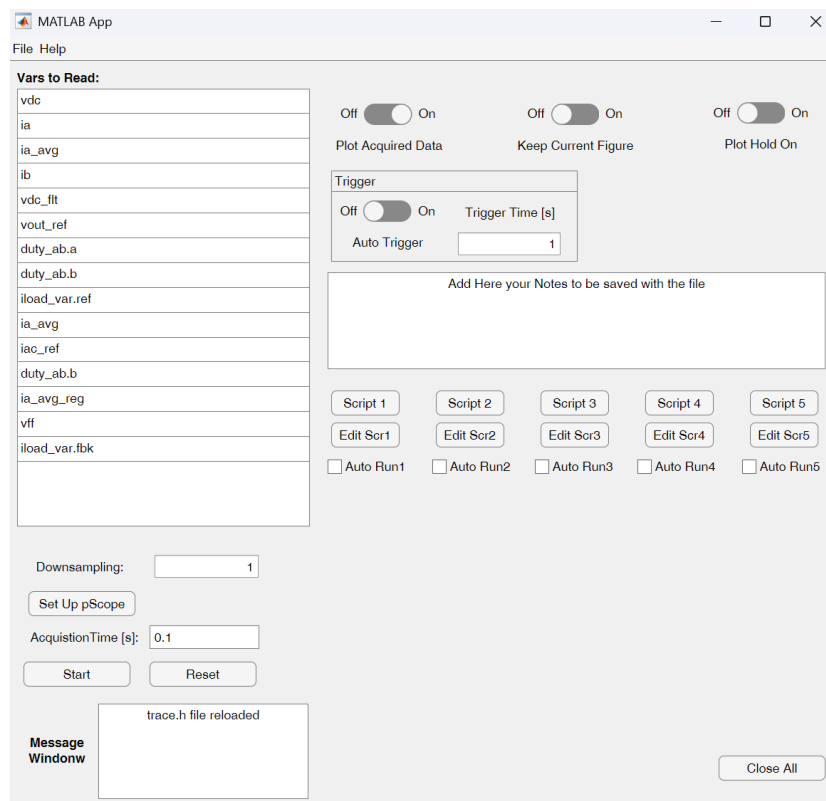 MATLAB App
File Help
Vars to Read:
vdc
ia
ia_avg
ib
vdc_flt
vout_ref
duty_ab.a
duty_ab.b
iload_var.ref
ia_avg
iac_ref
duty_ab.b
ia_avg_reg
vff
iload_var.fbk
Off On
Plot Acquired Data
Off On
Keep Current Figure
Off On
Plot Hold On
Trigger
Off On
Auto Trigger
Trigger Time [s]
1
Add Here your Notes to be saved with the file
Script 1 Script 2 Script 3 Script 4 Script 5
Edit Scr1 Edit Scr2 Edit Scr3 Edit Scr4 Edit Scr5
Auto Run1 Auto Run2 Auto Run3 Auto Run4 Auto Run5
Downsampling: 1
Set Up pScope
AcquistionTime [s]: 0.1
Start Reset
Message
Windonw
trace.h file reloaded
Close All